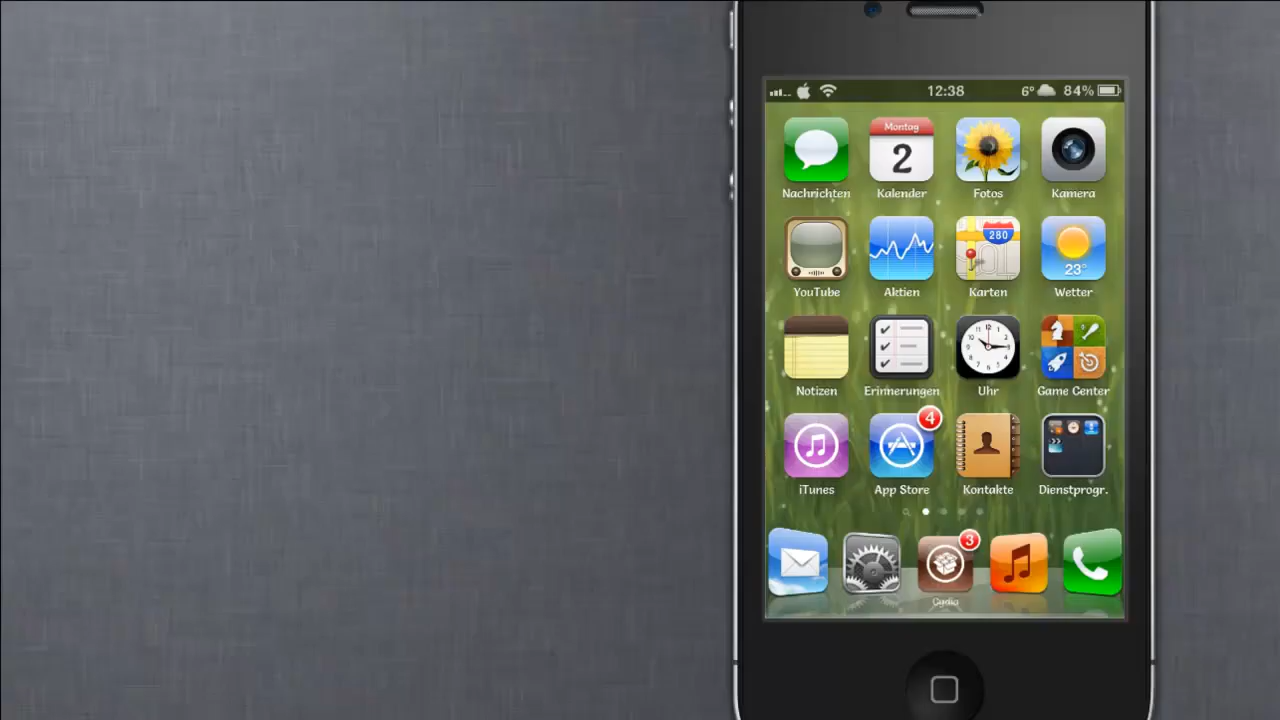 12:38 6° 84%
Montag
2
Nachrichten Kalender Fotos Kamera
280
23°
YouTube Aktien Karten Wetter
12
Notizen Erinnerungen Uhr Game Center
4
iTunes App Store Kontakte Dienstprogr.
3
Cydia